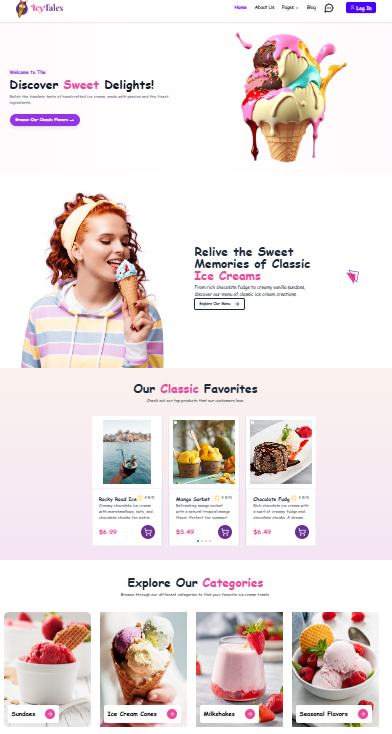 IcyTales
Home About Us Pages Blog Log In
Welcome to The
Discover Sweet Delights!
Relish the timeless taste of handcrafted ice cream, made with passion and the finest
ingredients.
Browse Our Classic Flavors
Relive the Sweet
Memories of Classic
Ice Creams
From rich chocolate fudge to creamy vanilla sundaes,
discover our menu of classic ice cream creations.
Explore Our Menu
Our Classic Favorites
Check out our top products that our customers love.
Rocky Road Ice 4.9/5
Creamy chocolate ice cream
with marshmallows, nuts, and
chocolate chunks for extra
$6.99
Mango Sorbet 4.9/5
Refreshing mango sorbet
with a natural tropical mango
flavor. Perfect for summer!
$5.49
Chocolate Fudg 4.9/5
Rich chocolate ice cream with
a swirl of creamy fudge and
chocolate chunks. A dream
$6.49
Explore Our Categories
Browse through our different categories to find your favorite ice cream treats.
Sundaes
Ice Cream Cones
Milkshakes
Seasonal Flavors